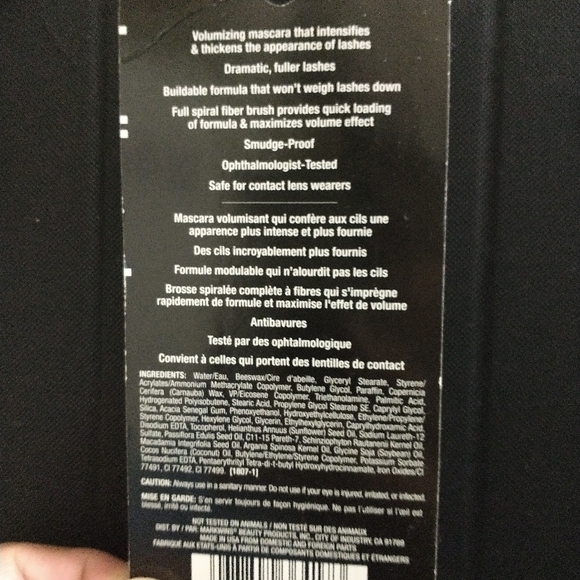 Volumizing mascara that intensifies
& thickens the appearance of lashes
Dramatic, fuller lashes
Buildable formula that won't weigh lashes down
Full spiral fiber brush provides quick loading
of formula & maximizes volume effect
Smudge-Proof
Ophthalmologist-Tested
Safe for contact lens wearers
Mascara volumisant qui confère aux cils une
apparence plus intense et plus fournie
Des cils incroyablement plus fournis
Formule modulable qui n'alourdit pas les cils
Brosse spiralée complète à fibres qui s'imprègne
rapidement de formule et maximise l'effet de volume
Antibavures
Testé par des ophtalmologique
Convient à celles qui portent des lentilles de contact
INGREDIENTS: Water/Eau, Beeswax/Cire d'abeille, Glyceryl Stearate, Styrene/
Acrylates/Ammonium Methacrylate Copolymer, Butylene Glycol, Paraffin, Copernicia
Cerifera (Carnauba) Wax, VP/Eicosene Copolymer, Triethanolamine, Palmitic Acid,
Hydrogenated Polyisobutene, Stearic Acid, Propylene Glycol Stearate SE, Caprylyl Glycol,
Silica, Acacia Senegal Gum, Phenoxyethanol, Hydroxyethylcellulose, Ethylene/Propylene/
Styrene Copolymer, Hexylene Glycol, Glycerin, Ethylhexylglycerin, Caprylhydroxamic Acid,
Disodium EDTA, Tocopherol, Helianthus Annuus (Sunflower) Seed Oil, Sodium Laureth-12
Sulfate, Passiflora Edulis Seed Oil, C11-15 Pareth-7, Schinziophyton Rautanenii Kernel Oil,
Macadamia Integrifolia Seed Oil, Argania Spinosa Kernel Oil, Glycine Soja (Soybean) Oil,
Cocos Nucifera (Coconut) Oil, Butylene/Ethylene/Styrene Copolymer, Potassium Sorbate
Tetrasodium EDTA, Pentaerythrityl Tetra-di-t-butyl Hydroxyhydrocinnamate, Iron Oxides/CI
77491, CI 77492, CI 77499. (1807-1)
CAUTION: Always use in a sanitary manner. Do not use if your eye is injured, irritated, or infected.
MISE EN GARDE: S'en servir toujours de façon hygiénique. Ne pas l'utiliser si l'œil est
blessé, irrité ou infecté.
NOT TESTED ON ANIMALS / NON TESTÉ SUR DES ANIMAUX
DIST. BY / PAR: MARKWINS® BEAUTY PRODUCTS, INC., CITY OF INDUSTRY, CA 91789
MADE IN USA FROM DOMESTIC AND FOREIGN PARTS
FABRIQUÉ AUX ETATS-UNIS À PARTIR DE COMPOSANTS DOMESTIQUES ET ÉTRANGERS